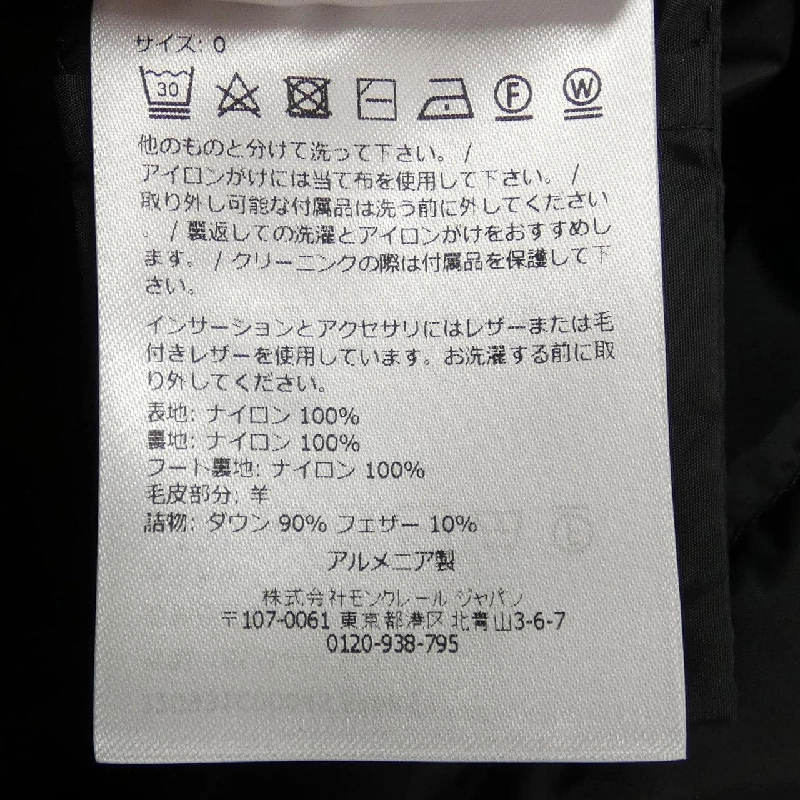 サイズ: 0
30 F W
他のものと分けて洗って下さい。 /
アイロンがけには当て布を使用して下さい。 /
取り外し可能な付属品は洗う前に外してください
。 / 裏返しての洗濯とアイロンがけをおすすめし
ます。 / クリーニングの際は付属品を保護して下
さい。
インサーションとアクセサリにはレザーまたは毛
付きレザーを使用しています。お洗濯する前に取
り外してください。
表地: ナイロン 100%
裏地: ナイロン 100%
フート裏地: ナイロン 100%
毛皮部分: 羊
詰物: ダウン 90% フェザー 10%
アルメニア製
株式会社モンクレール ジャパン
〒107-0061 東京都港区北青山3-6-7
0120-938-795